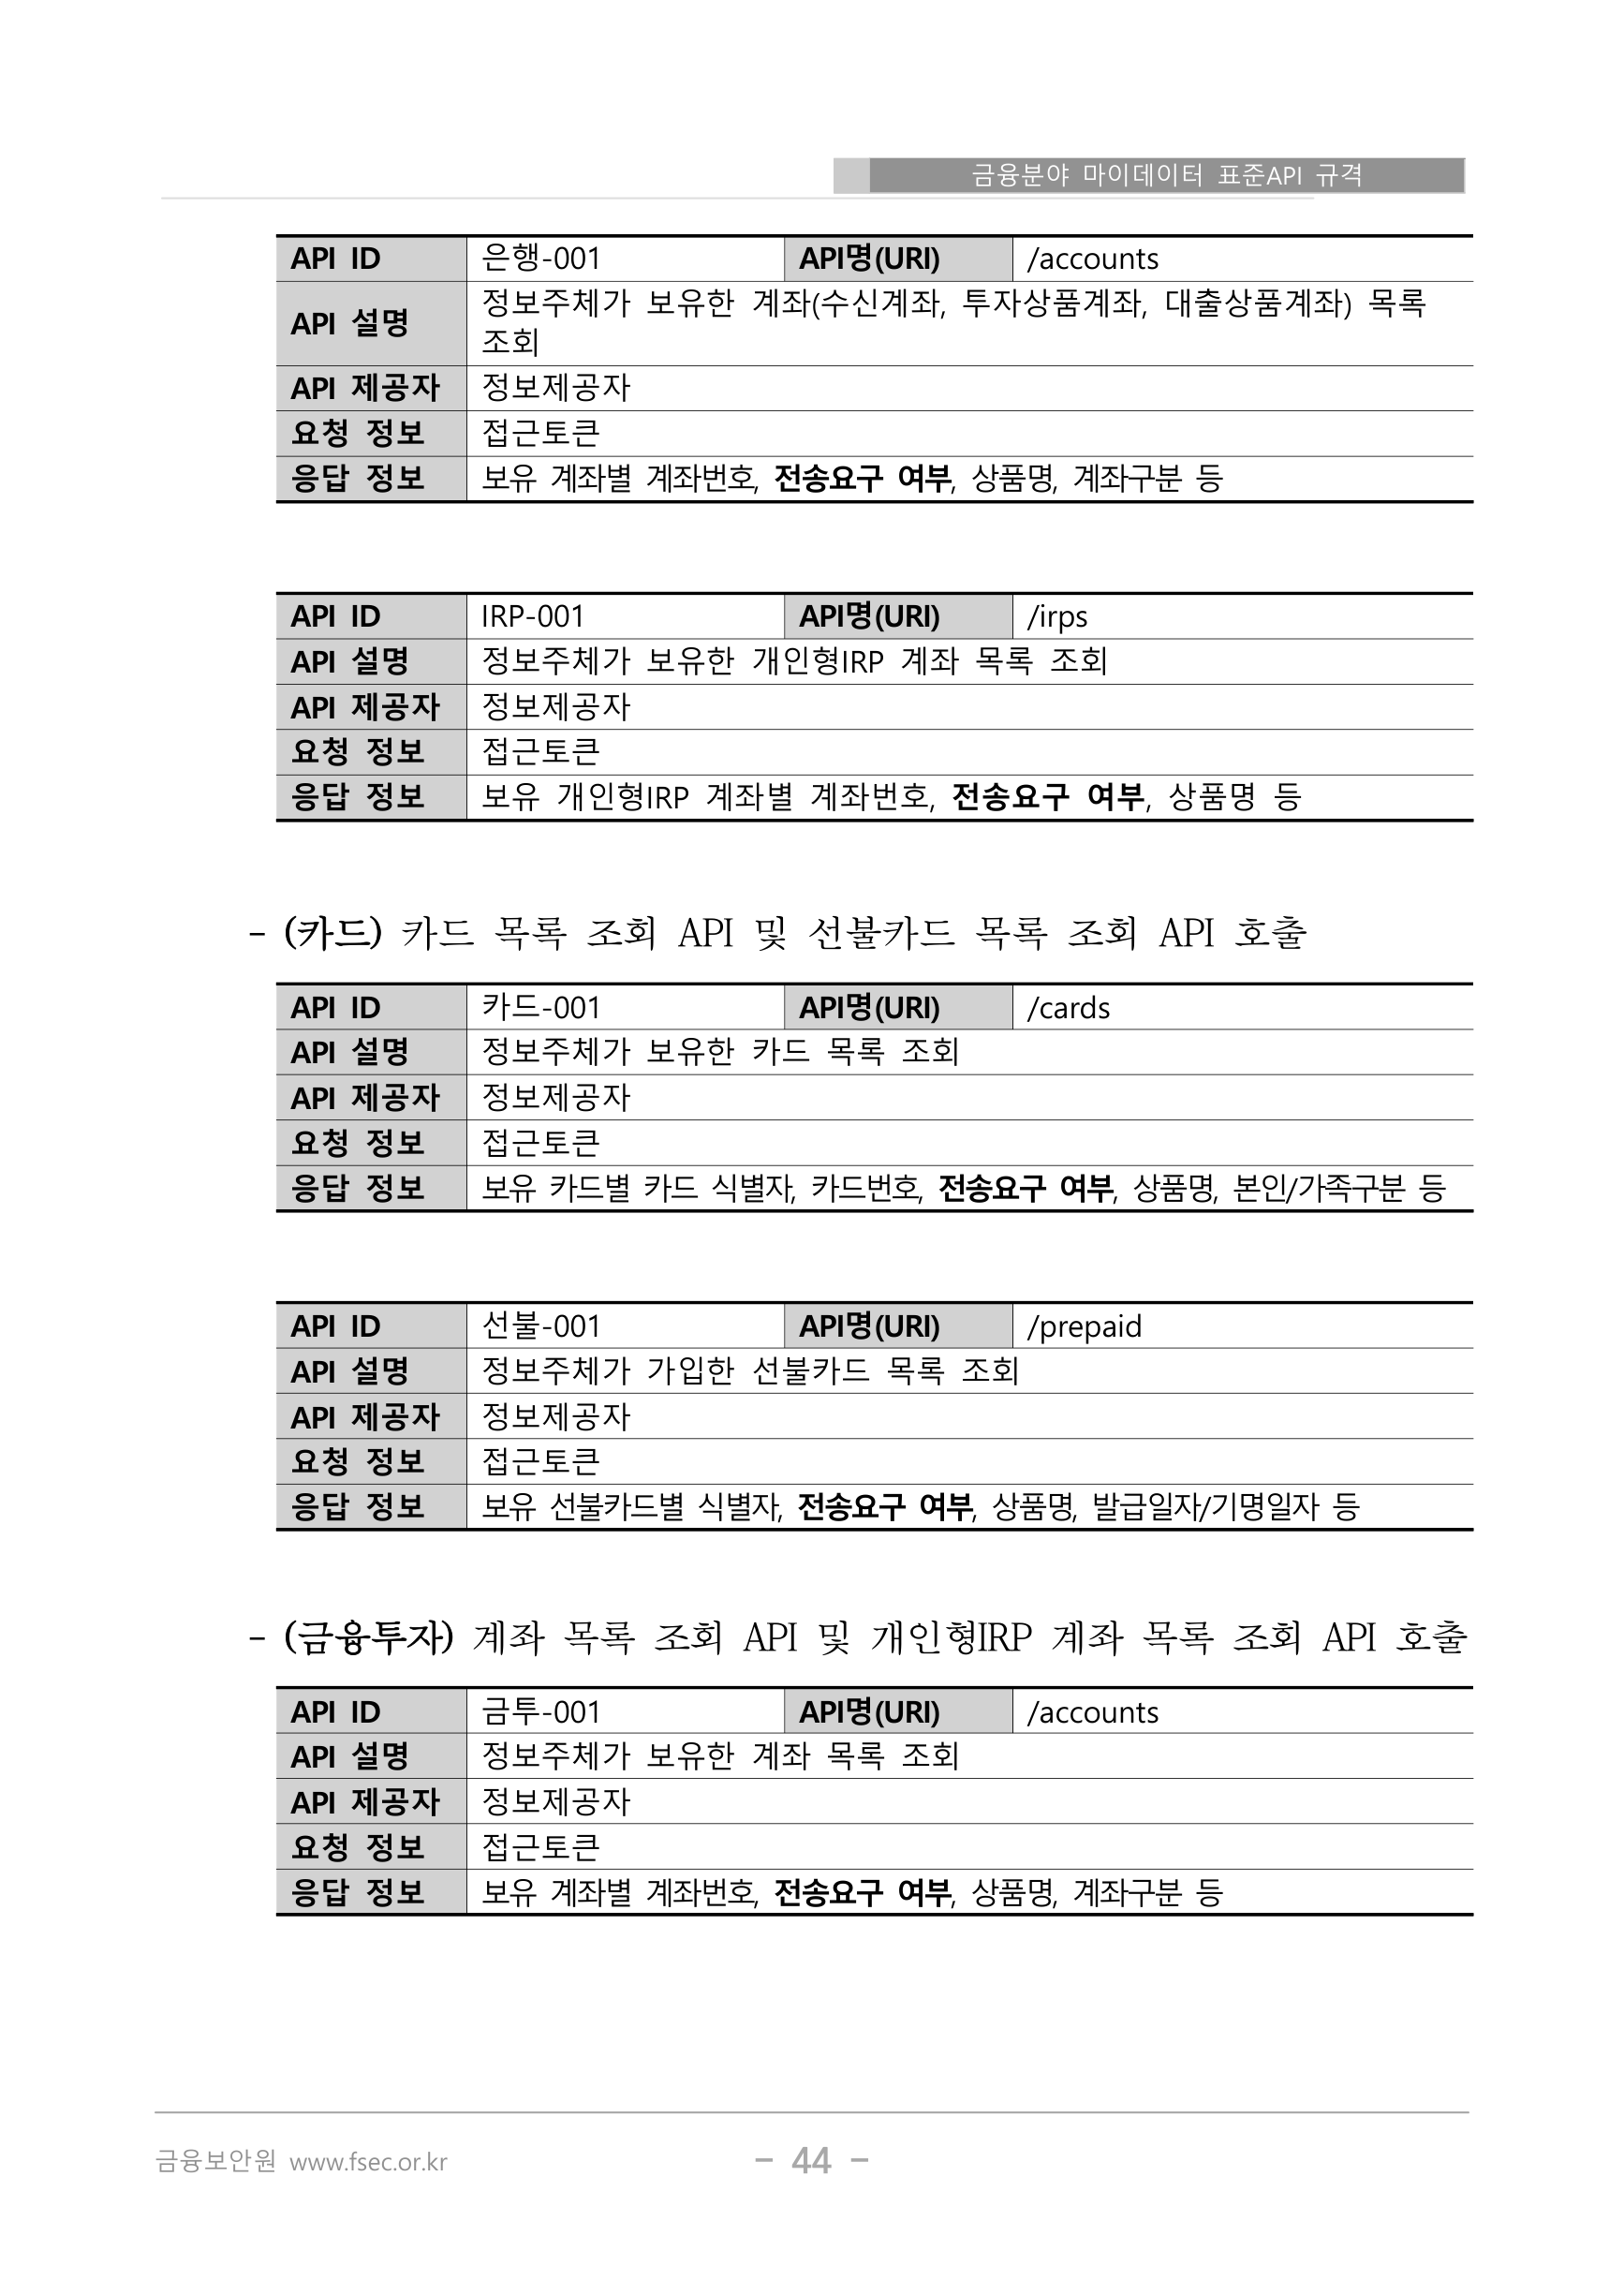 금융분야 마이데이터 표준API 규격
API ID 은행-001 API명(URI) /accounts
API 설명 정보주체가 보유한 계좌(수신계좌, 투자상품계좌, 대출상품계좌) 목록
조회
API 제공자 정보제공자
요청 정보 접근토큰
응답 정보 보유 계좌별 계좌번호, 전송요구 여부, 상품명, 계좌구분 등
API ID IRP-001 API명(URI) /irps
API 설명 정보주체가 보유한 개인형IRP 계좌 목록 조회
API 제공자 정보제공자
요청 정보 접근토큰
응답 정보 보유 개인형IRP 계좌별 계좌번호, 전송요구 여부, 상품명 등
- (카드) 카드 목록 조회 API 및 선불카드 목록 조회 API 호출
API ID 카드-001 API명(URI) /cards
API 설명 정보주체가 보유한 카드 목록 조회
API 제공자 정보제공자
요청 정보 접근토큰
응답 정보 보유 카드별 카드 식별자, 카드번호, 전송요구 여부, 상품명, 본인/가족구분 등
API ID 선불-001 API명(URI) /prepaid
API 설명 정보주체가 가입한 선불카드 목록 조회
API 제공자 정보제공자
요청 정보 접근토큰
응답 정보 보유 선불카드별 식별자, 전송요구 여부, 상품명, 발급일자/기명일자 등
- (금융투자) 계좌 목록 조회 API 및 개인형IRP 계좌 목록 조회 API 호출
API ID 금투-001 API명(URI) /accounts
API 설명 정보주체가 보유한 계좌 목록 조회
API 제공자 정보제공자
요청 정보 접근토큰
응답 정보 보유 계좌별 계좌번호, 전송요구 여부, 상품명, 계좌구분 등
금융보안원 www.fsec.or.kr - 44 -